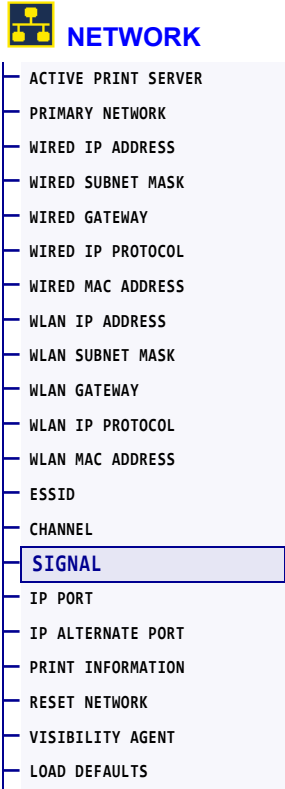 NETWORK
ACTIVE PRINT SERVER
PRIMARY NETWORK
WIRED IP ADDRESS
WIRED SUBNET MASK
WIRED GATEWAY
WIRED IP PROTOCOL
WIRED MAC ADDRESS
WLAN IP ADDRESS
WLAN SUBNET MASK
WLAN GATEWAY
WLAN IP PROTOCOL
WLAN MAC ADDRESS
ESSID
CHANNEL
SIGNAL
IP PORT
IP ALTERNATE PORT
PRINT INFORMATION
RESET NETWORK
VISIBILITY AGENT
LOAD DEFAULTS